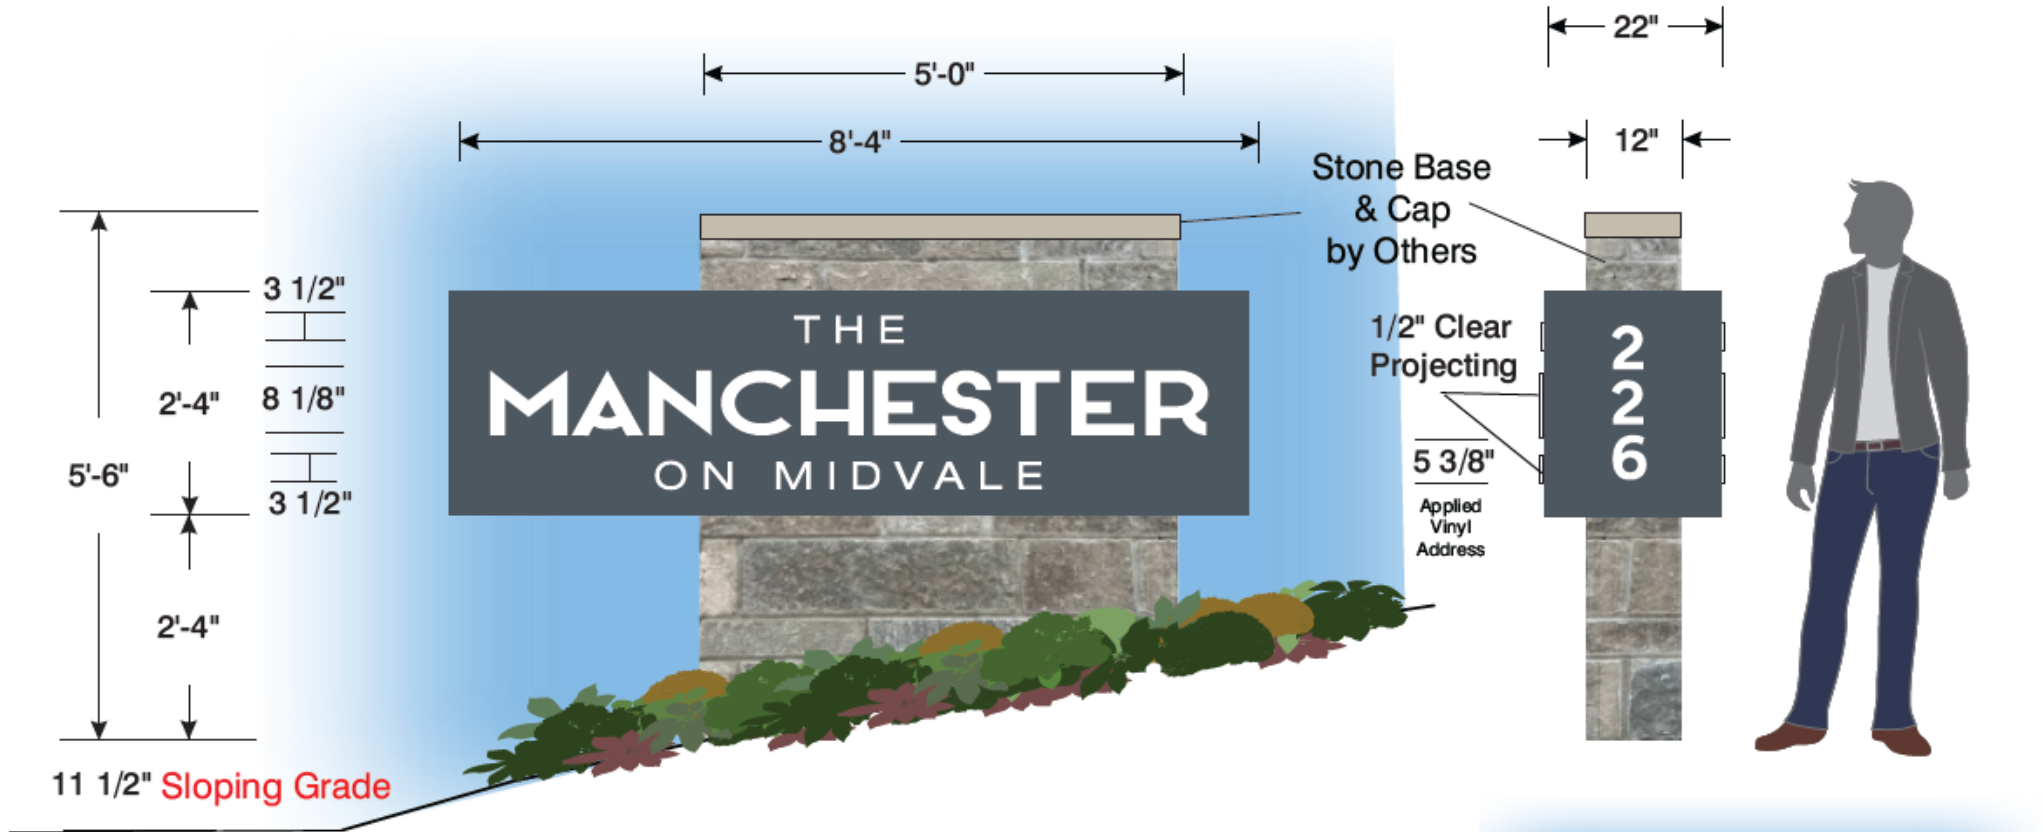 22"
5'-0"
12"
8'-4"
Stone Base
& Cap
by Others
3 1/2"
1/2" Clear
Projecting
THE
MANCHESTER
ON MIDVALE
2
2
6
2'-4"
8 1/8"
5'-6"
5 3/8"
3 1/2"
Applied
Vinyl
Address
2'-4"
11 1/2" Sloping Grade